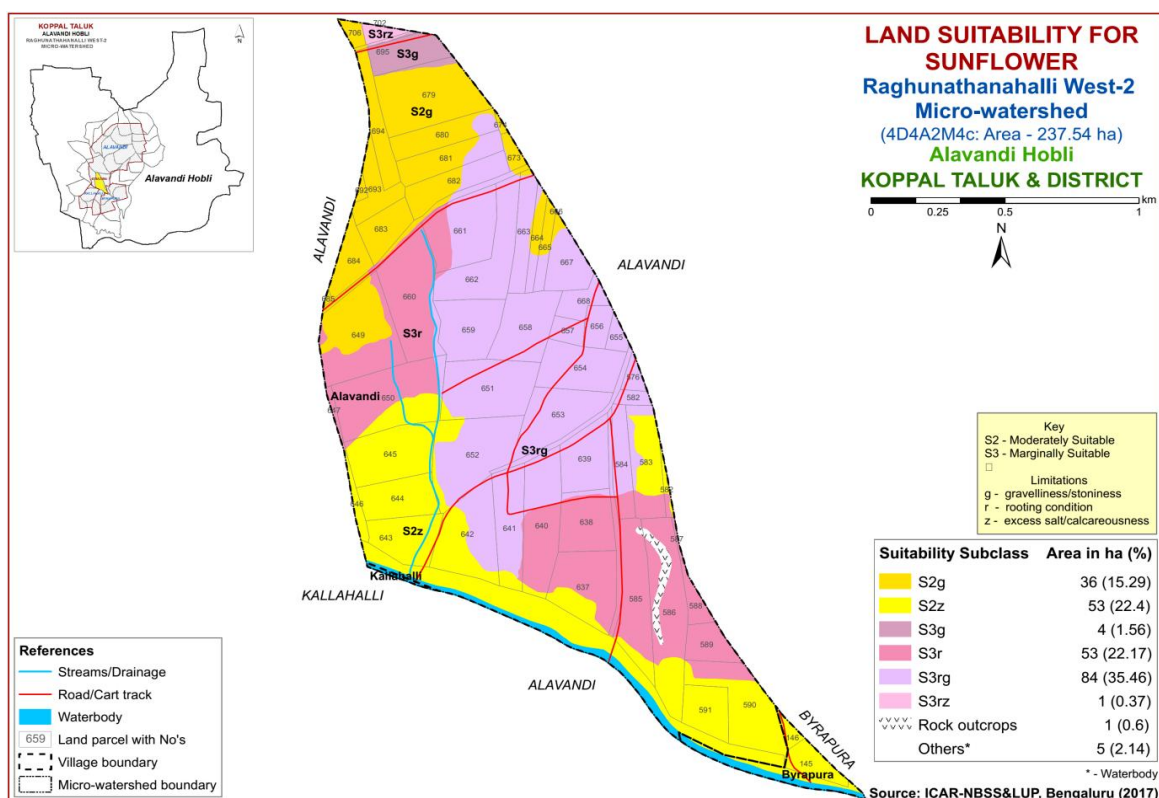 KOPPAL TALUK
ALAVANDI HOBLI
RAGHUNATHAHANALLI WEST-2
MICRO-WATERSHED
N
ALAVANDI
Alavandi Hobli
LAND SUITABILITY FOR
SUNFLOWER
Raghunathanahalli West-2
Micro-watershed
(4D4A2M4c: Area - 237.54 ha)
Alavandi Hobli
KOPPAL TALUK & DISTRICT
0 0.25 0.5 1 km
N
702
706 S3rz
695 S3g
679
S2g
694 680 674
681 673
682
692 693
683 661 663 664 666
665
684 667
662
685 660 668
649 S3r 659 658 657 656 655
654
651 576
Alavandi 650 582
647 653
S3rg
645 652 639 584 583
646 644 582
S2z 641 640 638 587
643 642
Kallahalli 637 585 586 588
589
591 590
146
145
Byrapura
ALAVANDI
ALAVANDI
KALLAHALLI
ALAVANDI
BYRAPURA
Key
S2 - Moderately Suitable
S3 - Marginally Suitable
Limitations
g - gravelliness/stoniness
r - rooting condition
z - excess salt/calcareousness
Suitability Subclass Area in ha (%)
S2g 36 (15.29)
S2z 53 (22.4)
S3g 4 (1.56)
S3r 53 (22.17)
S3rg 84 (35.46)
S3rz 1 (0.37)
Rock outcrops 1 (0.6)
Others* 5 (2.14)
* - Waterbody
Source: ICAR-NBSS&LUP, Bengaluru (2017)
References
Streams/Drainage
Road/Cart track
Waterbody
659 Land parcel with No's
Village boundary
Micro-watershed boundary